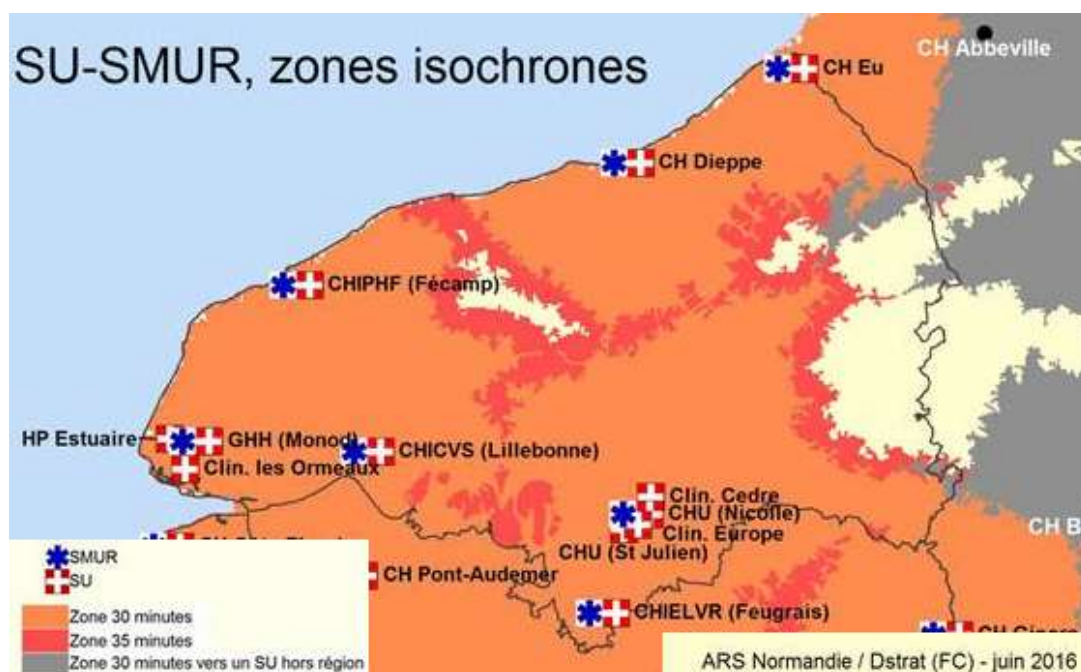 SU-SMUR, zones isochrones
CH Abbeville
CH Eu
CH Dieppe
CHIPHF (Fécamp)
HP Estuaire
GHH (Monod)
Clin. les Ormeaux
CHICVS (Lillebonne)
Clin. Cedre
CHU (Nicolle)
Clin. Europe
CHU (St Julien)
CH B
CH Pont-Audemer
CHIELVR (Feugrais)
SMUR
SU
Zone 30 minutes
Zone 35 minutes
Zone 30 minutes vers un SU hors région
ARS Normandie / Dstrat (FC) - juin 2016